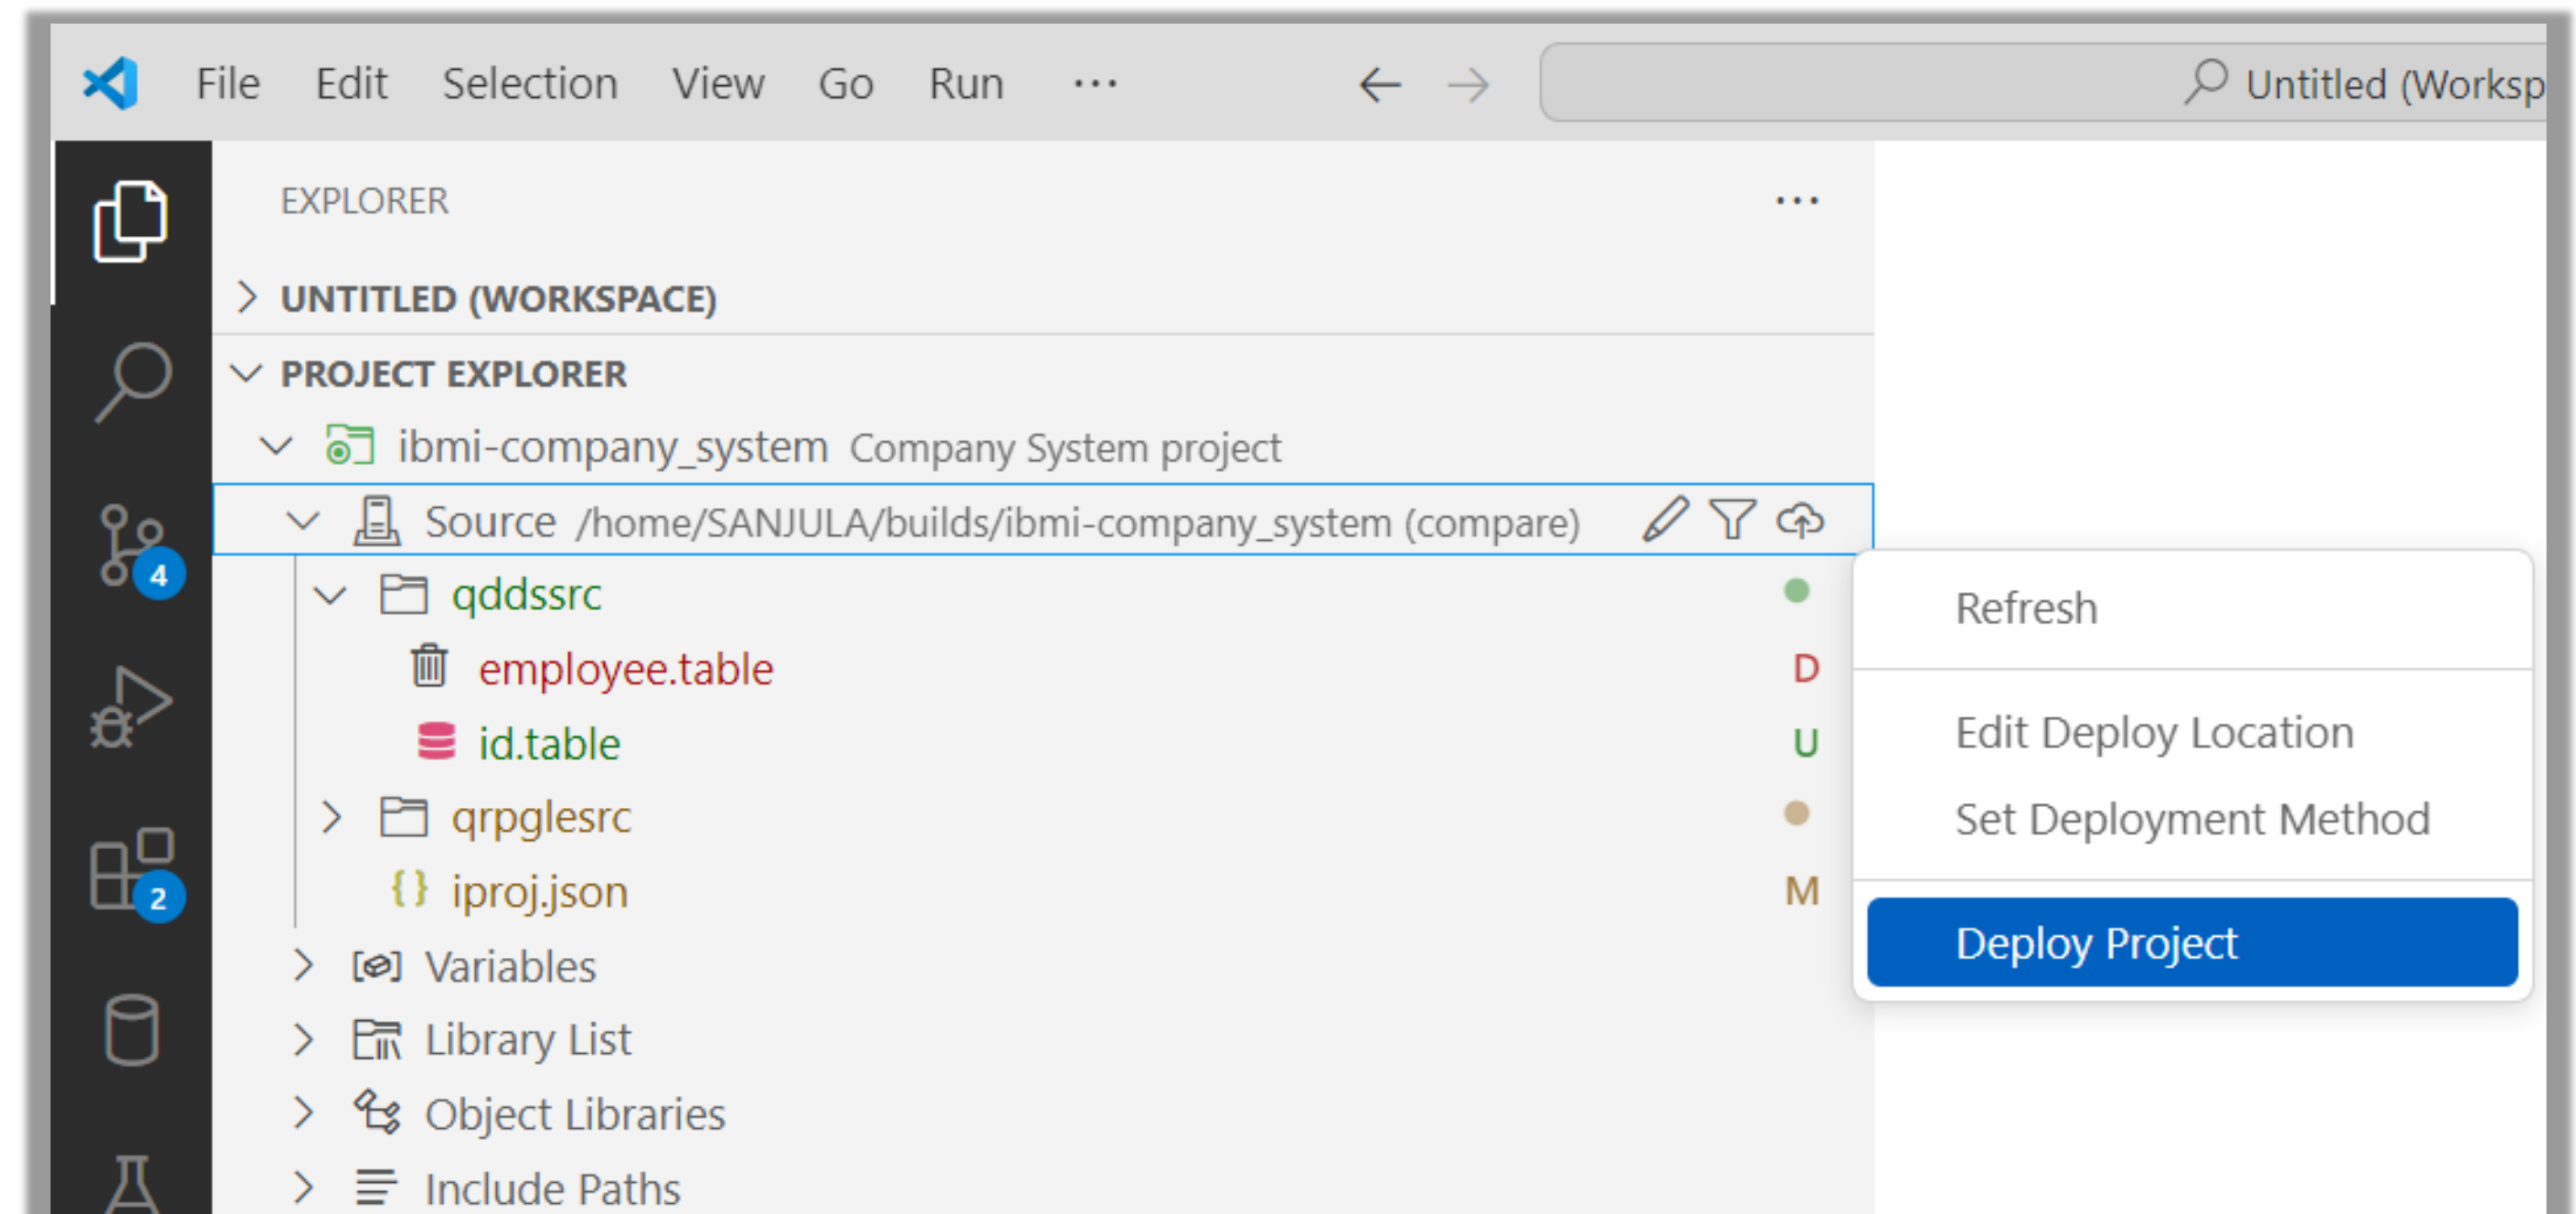 File Edit Selection View Go Run ··· Untitled (Worksp
EXPLORER ···
UNTITLED (WORKSPACE)
PROJECT EXPLORER
ibmi-company_system Company System project
Source /home/SANJULA/builds/ibmi-company_system (compare)
4
qddssrc
Refresh
employee.table D
Edit Deploy Location
id.table U
qrpglesrc
Set Deployment Method
{} iproj.json M
2
Deploy Project
Variables
Library List
Object Libraries
Include Paths